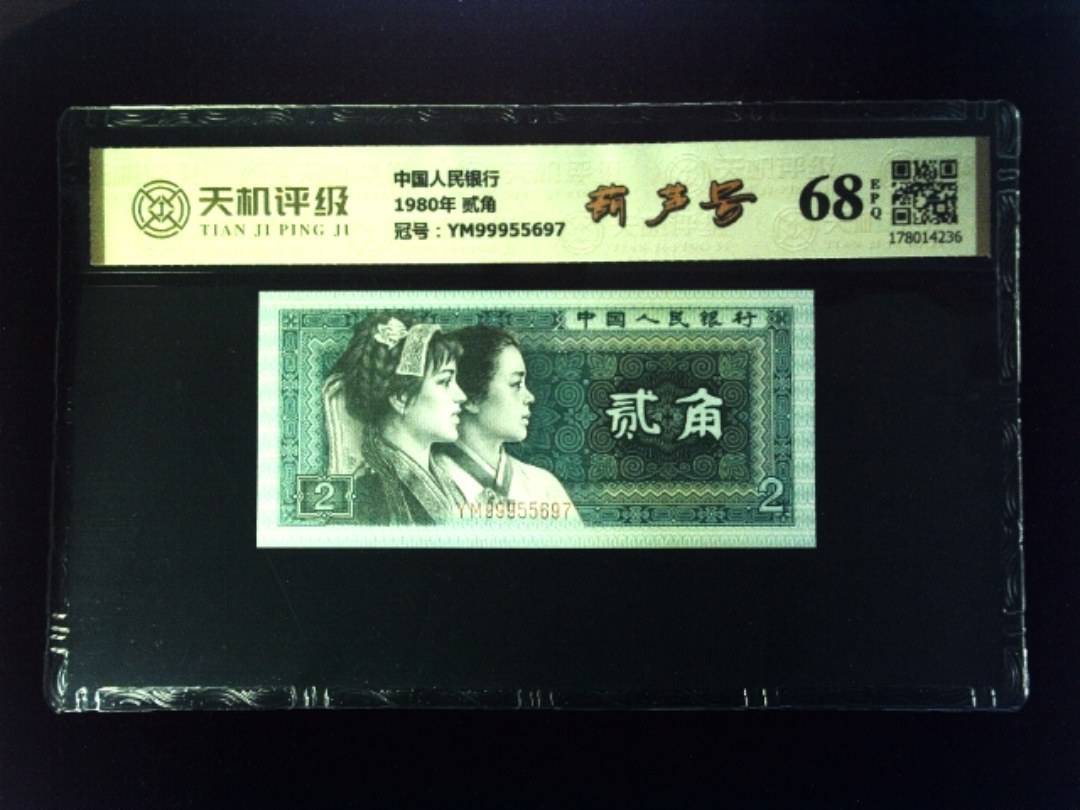 天机评级
TIAN JI PING JI
中国人民银行
1980年 贰角
冠号：YM99955697
葫芦号
68
EPQ
178014236
中国人民银行
贰角
2
2
YM99955697